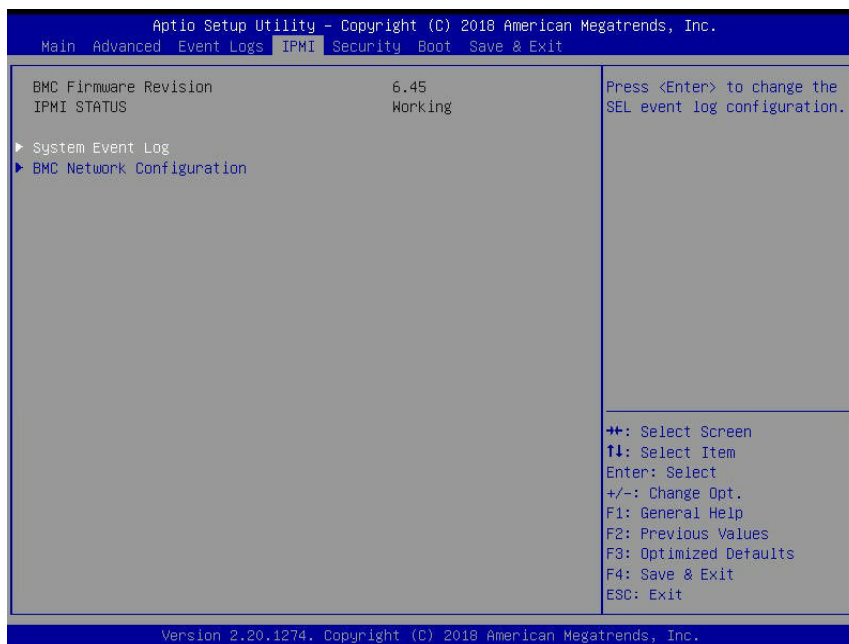 Aptio Setup Utility – Copyright (C) 2018 American Megatrends, Inc.
Main Advanced Event Logs IPMI Security Boot Save & Exit
BMC Firmware Revision 6.45
IPMI STATUS Working
▶ System Event Log
▶ BMC Network Configuration
Press <Enter> to change the
SEL event log configuration.
→←: Select Screen
↑↓: Select Item
Enter: Select
+/-: Change Opt.
F1: General Help
F2: Previous Values
F3: Optimized Defaults
F4: Save & Exit
ESC: Exit
Version 2.20.1274. Copyright (C) 2018 American Megatrends, Inc.